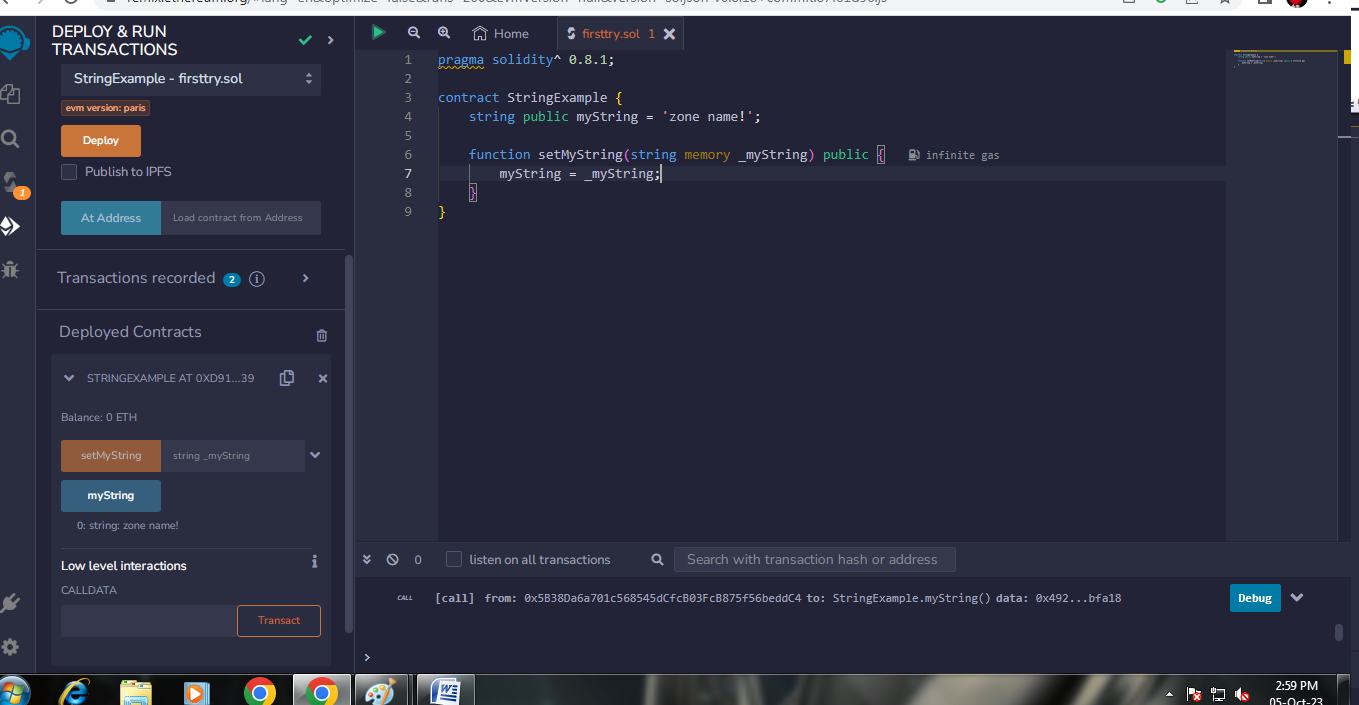 DEPLOY & RUN
TRANSACTIONS
StringExample - firsttry.sol
evm version: paris
Deploy
Publish to IPFS
1
At Address Load contract from Address
Transactions recorded 2 i
Deployed Contracts
STRINGEXAMPLE AT 0XD91...39
Balance: 0 ETH
setMyString string _myString
myString
0: string: zone name!
Low level interactions i
CALLDATA
Transact
Home firsttry.sol 1
1 pragma solidity^ 0.8.1;
2
3 contract StringExample {
4 string public myString = 'zone name!';
5
6 function setMyString(string memory _myString) public { infinite gas
7 myString = _myString;
8 }
9 }
0 listen on all transactions Search with transaction hash or address
CALL [call] from: 0x5B38Da6a701c568545dCfcB03FcB875f56beddC4 to: StringExample.myString() data: 0x492...bfa18
Debug
>
2:59 PM
05-Oct-23